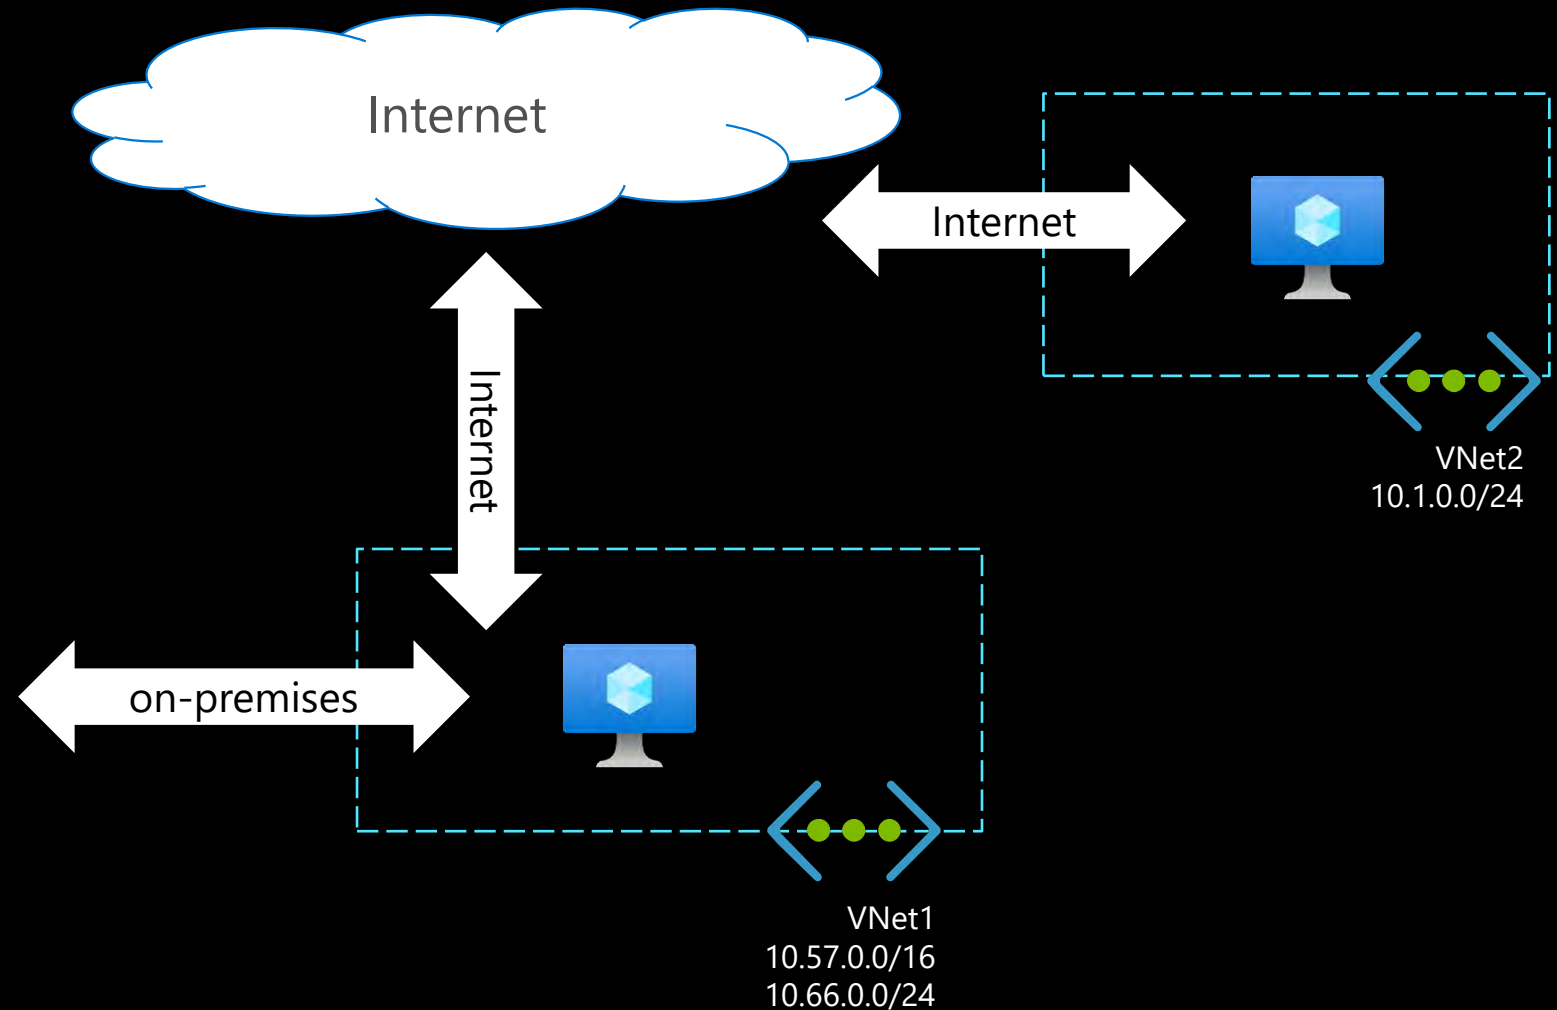 Internet
Internet
Internet
VNet2
10.1.0.0/24
on-premises
VNet1
10.57.0.0/16
10.66.0.0/24